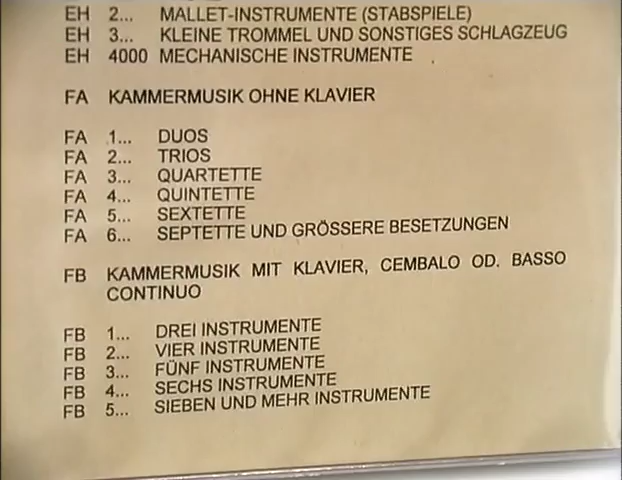 EH 2... MALLET-INSTRUMENTE (STABSPIELE)
EH 3... KLEINE TROMMEL UND SONSTIGES SCHLAGZEUG
EH 4000 MECHANISCHE INSTRUMENTE
FA KAMMERMUSIK OHNE KLAVIER
FA 1... DUOS
FA 2... TRIOS
FA 3... QUARTETTE
FA 4... QUINTETTE
FA 5... SEXTETTE
FA 6... SEPTETTE UND GRÖSSERE BESETZUNGEN
FB KAMMERMUSIK MIT KLAVIER, CEMBALO OD. BASSO
CONTINUO
FB 1... DREI INSTRUMENTE
FB 2... VIER INSTRUMENTE
FB 3... FÜNF INSTRUMENTE
FB 4... SECHS INSTRUMENTE
FB 5... SIEBEN UND MEHR INSTRUMENTE